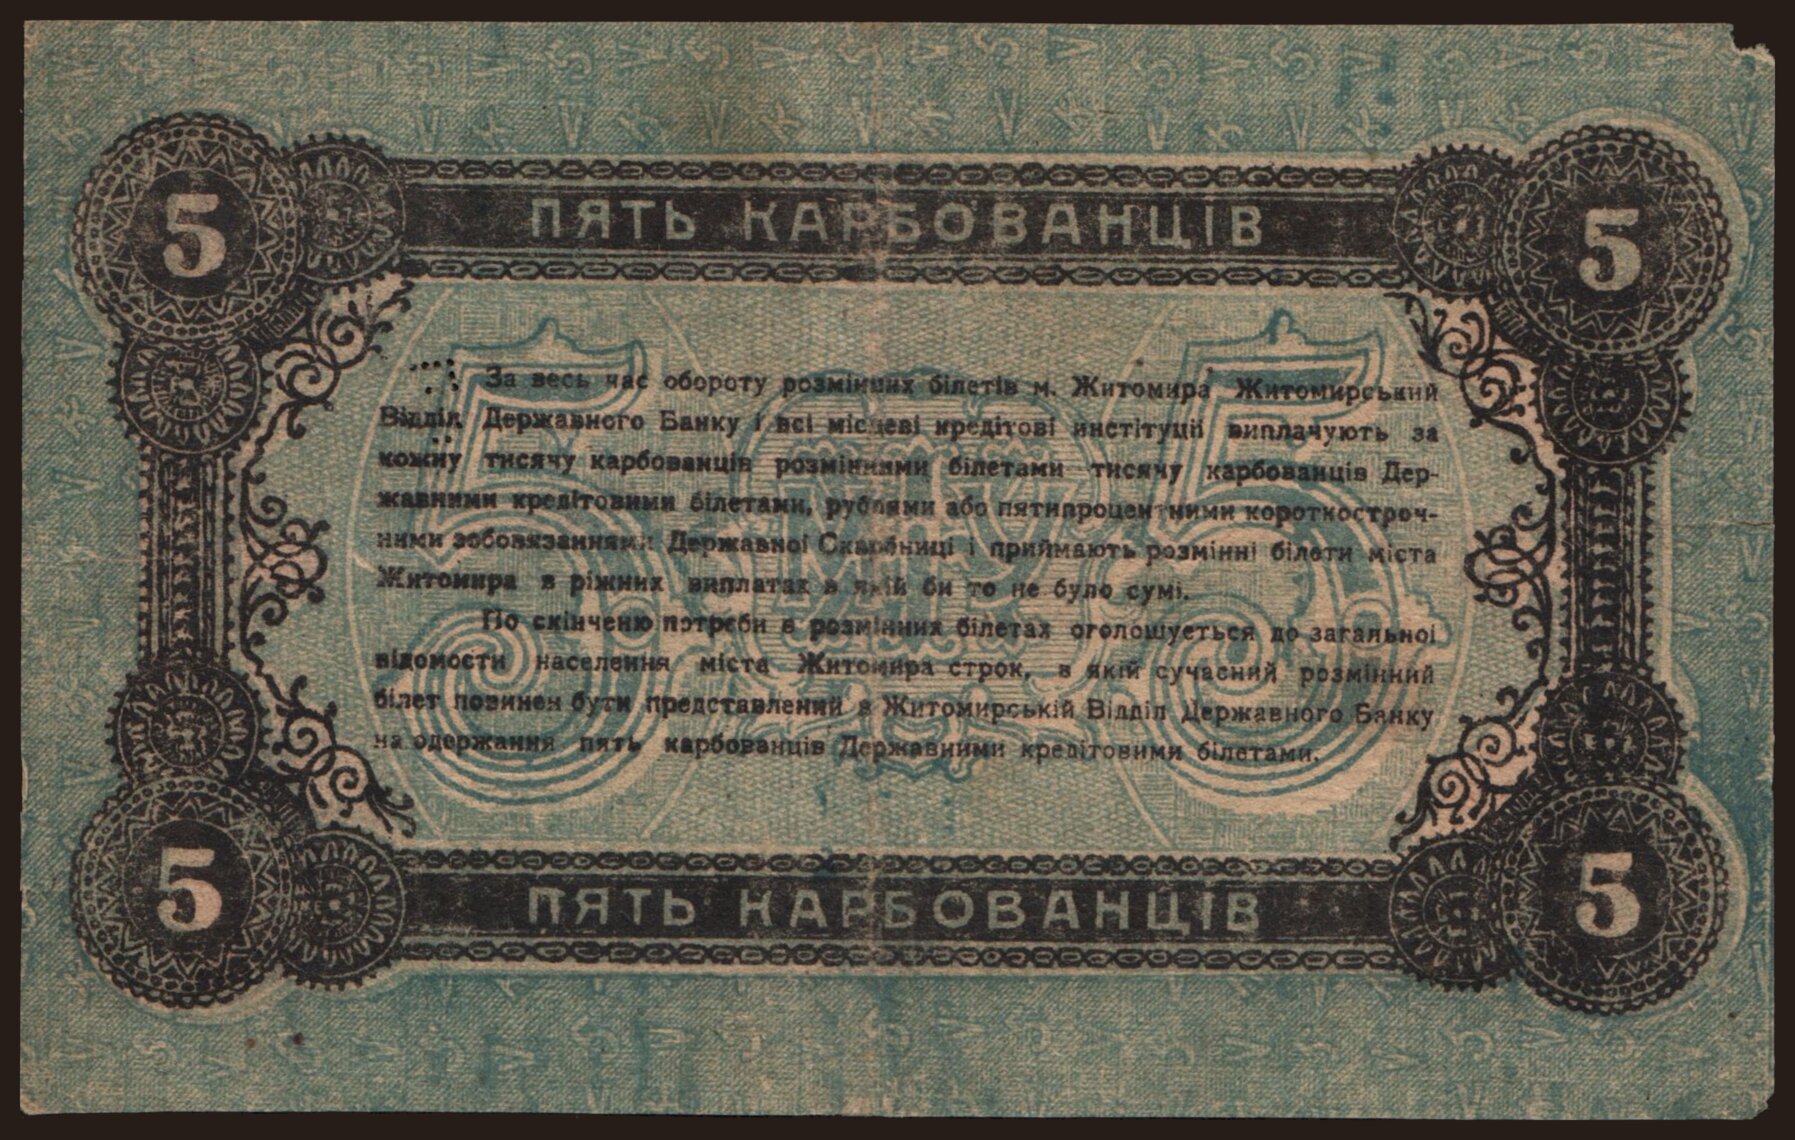 5 5
ПЯТЬ КАРБОВАНЦІВ
За весь час обороту розмінних білетів м. Житомира Житомирський
Відділ Державного Банку і всі місцеві кредітові инстітуції виплачують за
кожну тисячу карбованців розмінними білетами тисячу карбованців Дер-
жавними кредітовими білетами, рублями або пятипроцентними короткостроч-
ними зобовязаннями Державної Скарбниці і приймають розмінні білети міста
Житомира в ріжних виплатах в якій би то не було сумі.
По скінченю потреби в розмінних білетах оголошується до загальної
відомости населення міста Житомира строк, в якій сучасний розмінний
білет повинен бути представлений в Житомирській Відділ Державного Банку
на одержання пять карбованців Державними кредітовими білетами.
5 5
ПЯТЬ КАРБОВАНЦІВ
5 5